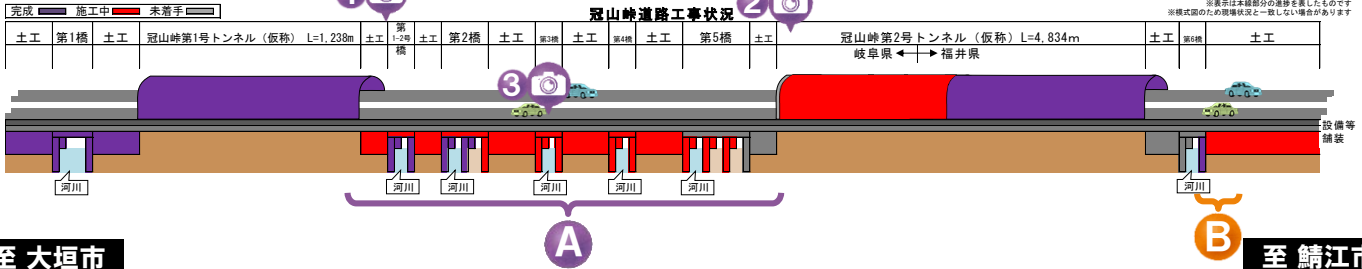 ※表示は本線部分の進捗を表したものです
※模式図のため現場状況と一致しない場合があります
完成 施工中 未着手
1
2
冠山峠道路工事状況
土工 第1橋 土工 冠山峠第1号トンネル（仮称） L=1,238m 土工 第1-2号橋 土工 第2橋 土工 第3橋 土工 第4橋 土工 第5橋 土工 冠山峠第2号トンネル（仮称）L=4,834m 土工 第6橋 土工
岐阜県 福井県
3
設備等
舗装
河川 河川 河川 河川 河川 河川 河川
A
B
至 大垣市
至 鯖江市